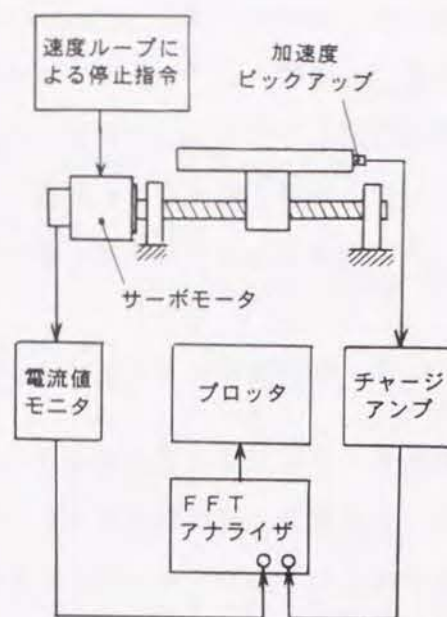 速度ループに
よる停止指令
加速度
ピックアップ
サーボモータ
電流値
モニタ
プロッタ
チャージ
アンプ
FFT
アナライザ